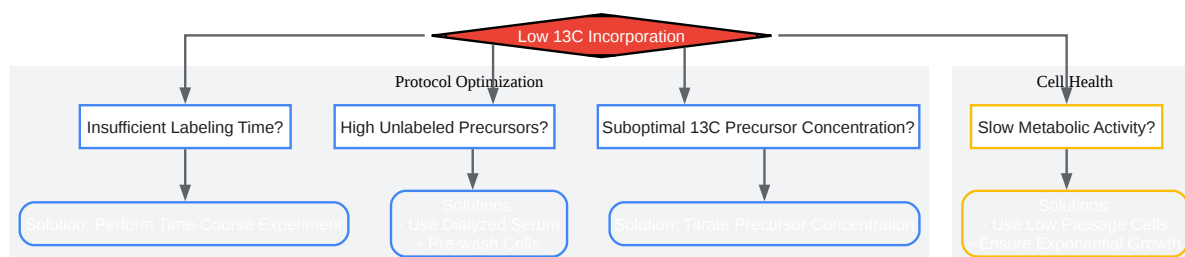 Low 13C Incorporation
Protocol Optimization
Cell Health
Insufficient Labeling Time?
High Unlabeled Precursors?
Suboptimal 13C Precursor Concentration?
Slow Metabolic Activity?
Solution: Perform Time-Course Experiment
Solutions:
- Use Dialyzed Serum
- Pre-wash Cells
Solution: Titrate Precursor Concentration
Solutions:
- Use Low Passage Cells
- Ensure Exponential Growth